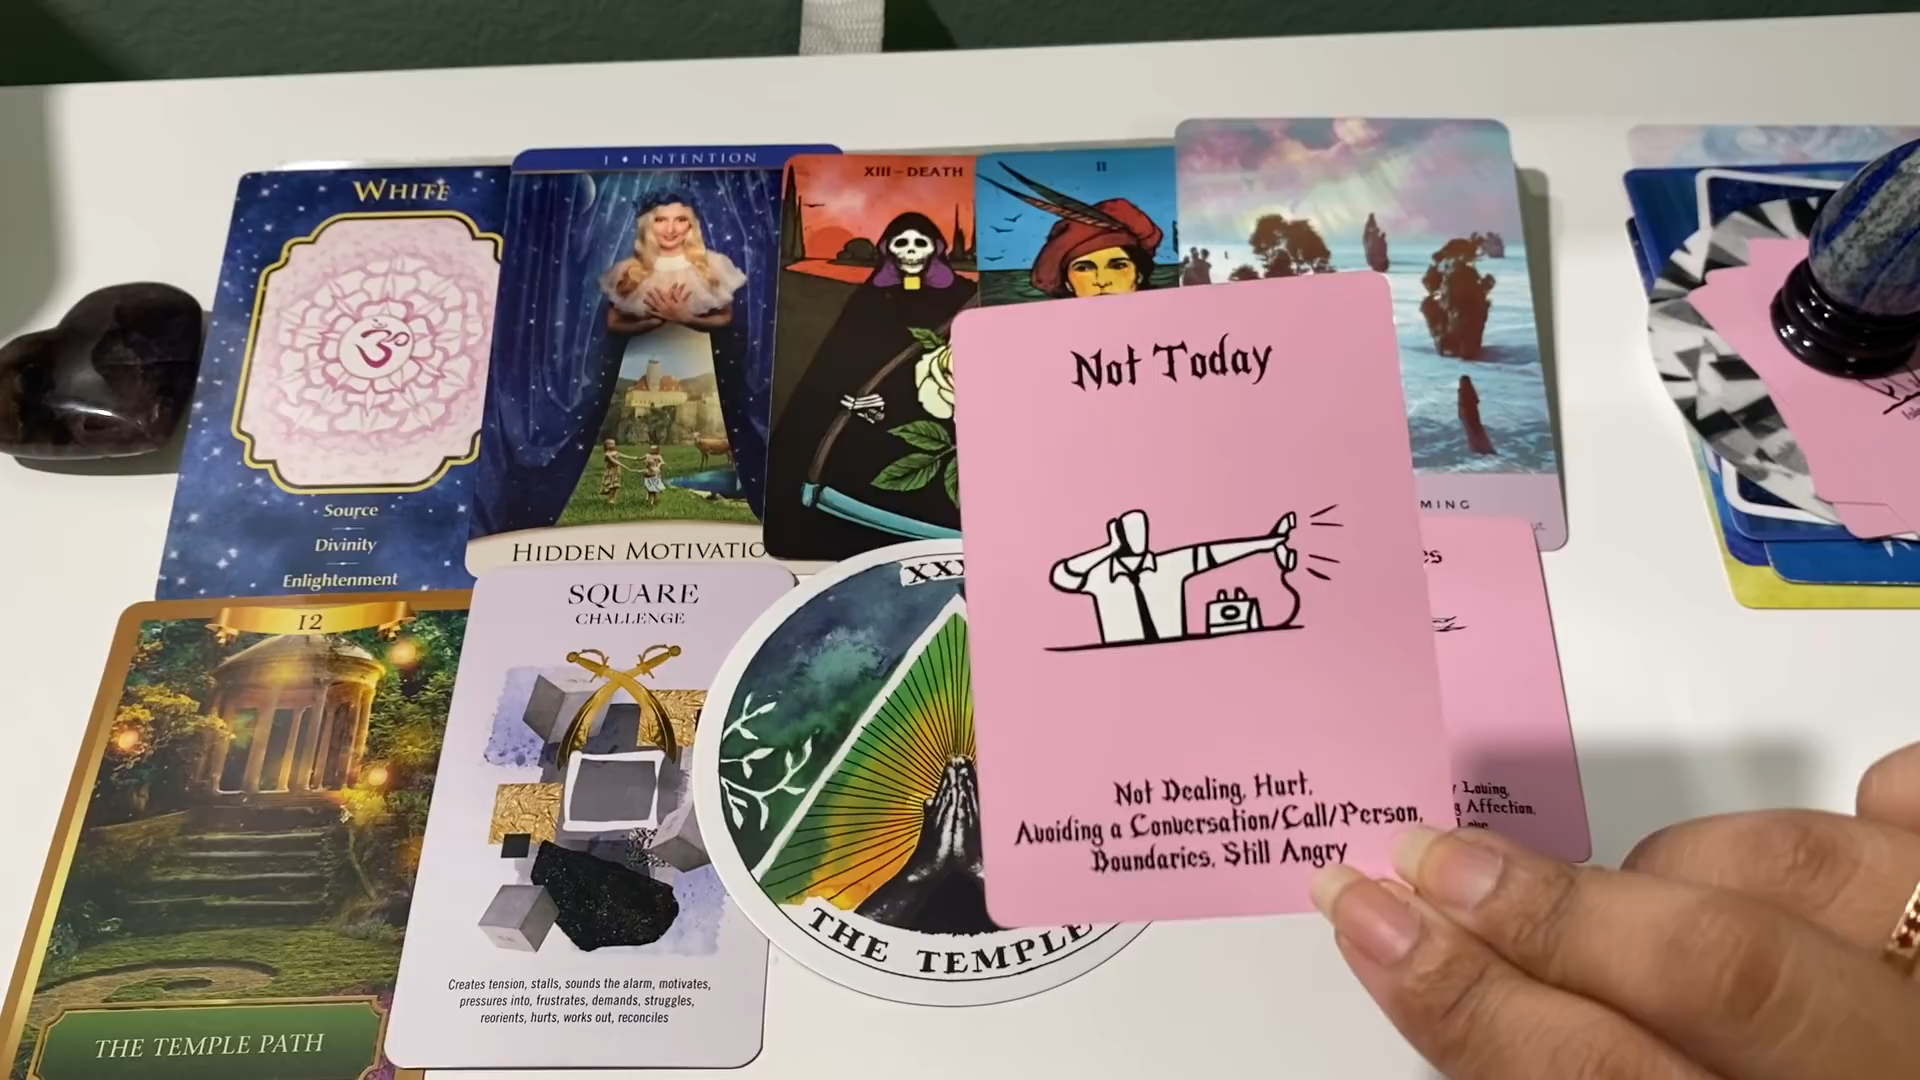 WHITE
Source
Divinity
Enlightenment
I • INTENTION
HIDDEN
XIII – DEATH
II
Not Today
Not Dealing, Hurt,
Avoiding a Conversation/Call/Person,
Boundaries, Still Angry
Loving,
Affection,
12
THE TEMPLE PATH
SQUARE
CHALLENGE
Creates tension, stalls, sounds the alarm, motivates,
pressures into, frustrates, demands, struggles,
reorients, hurts, works out, reconciles
THE TEMPLE